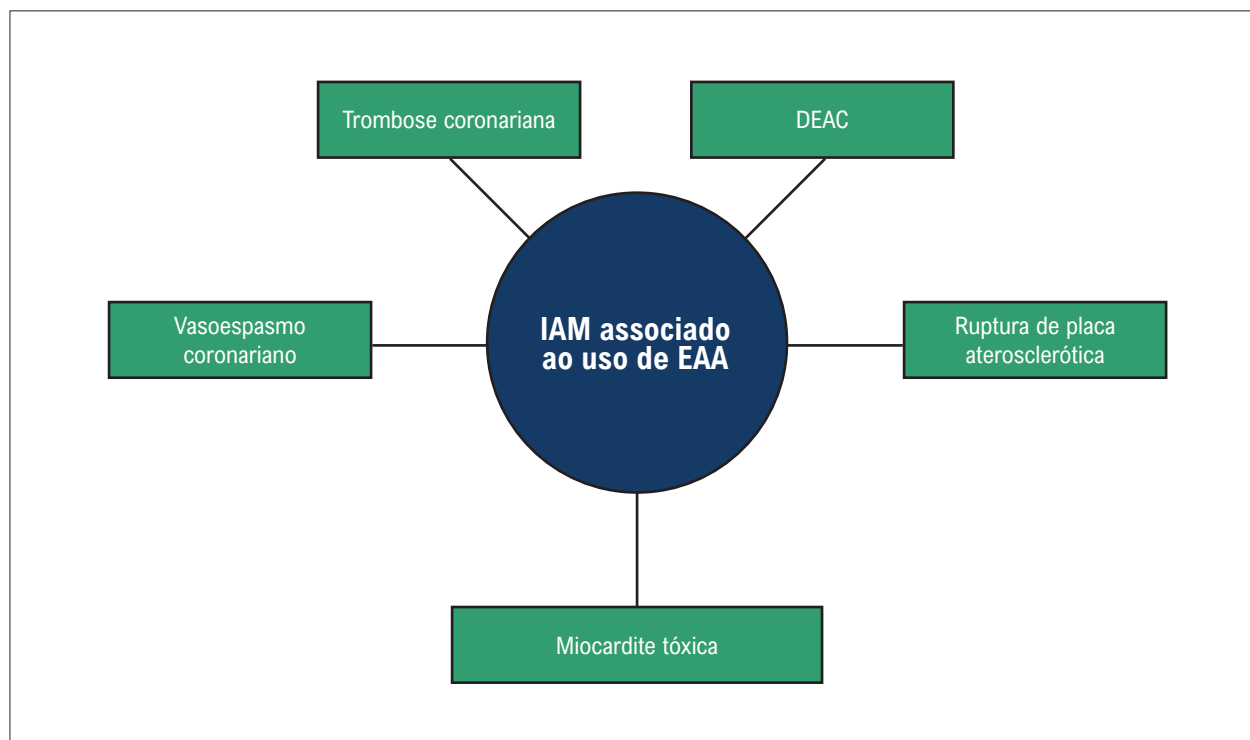 Trombose coronariana
DEAC
Vasoespasmo
coronariano
IAM associado
ao uso de EAA
Ruptura de placa
aterosclerótica
Miocardite tóxica